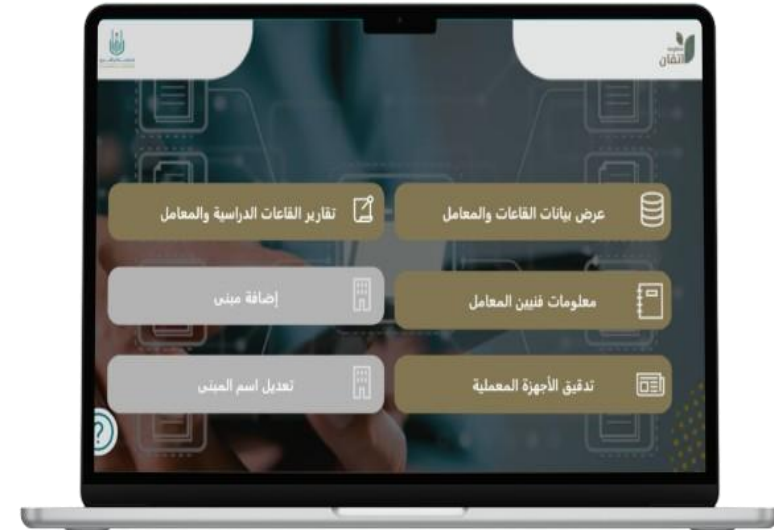 اتقان
عرض بيانات القاعات والمعامل
تقارير القاعات الدراسية والمعامل
معلومات فنيين المعامل
إضافة مبنى
تدقيق الأجهزة المعملية
تعديل اسم المبنى
?